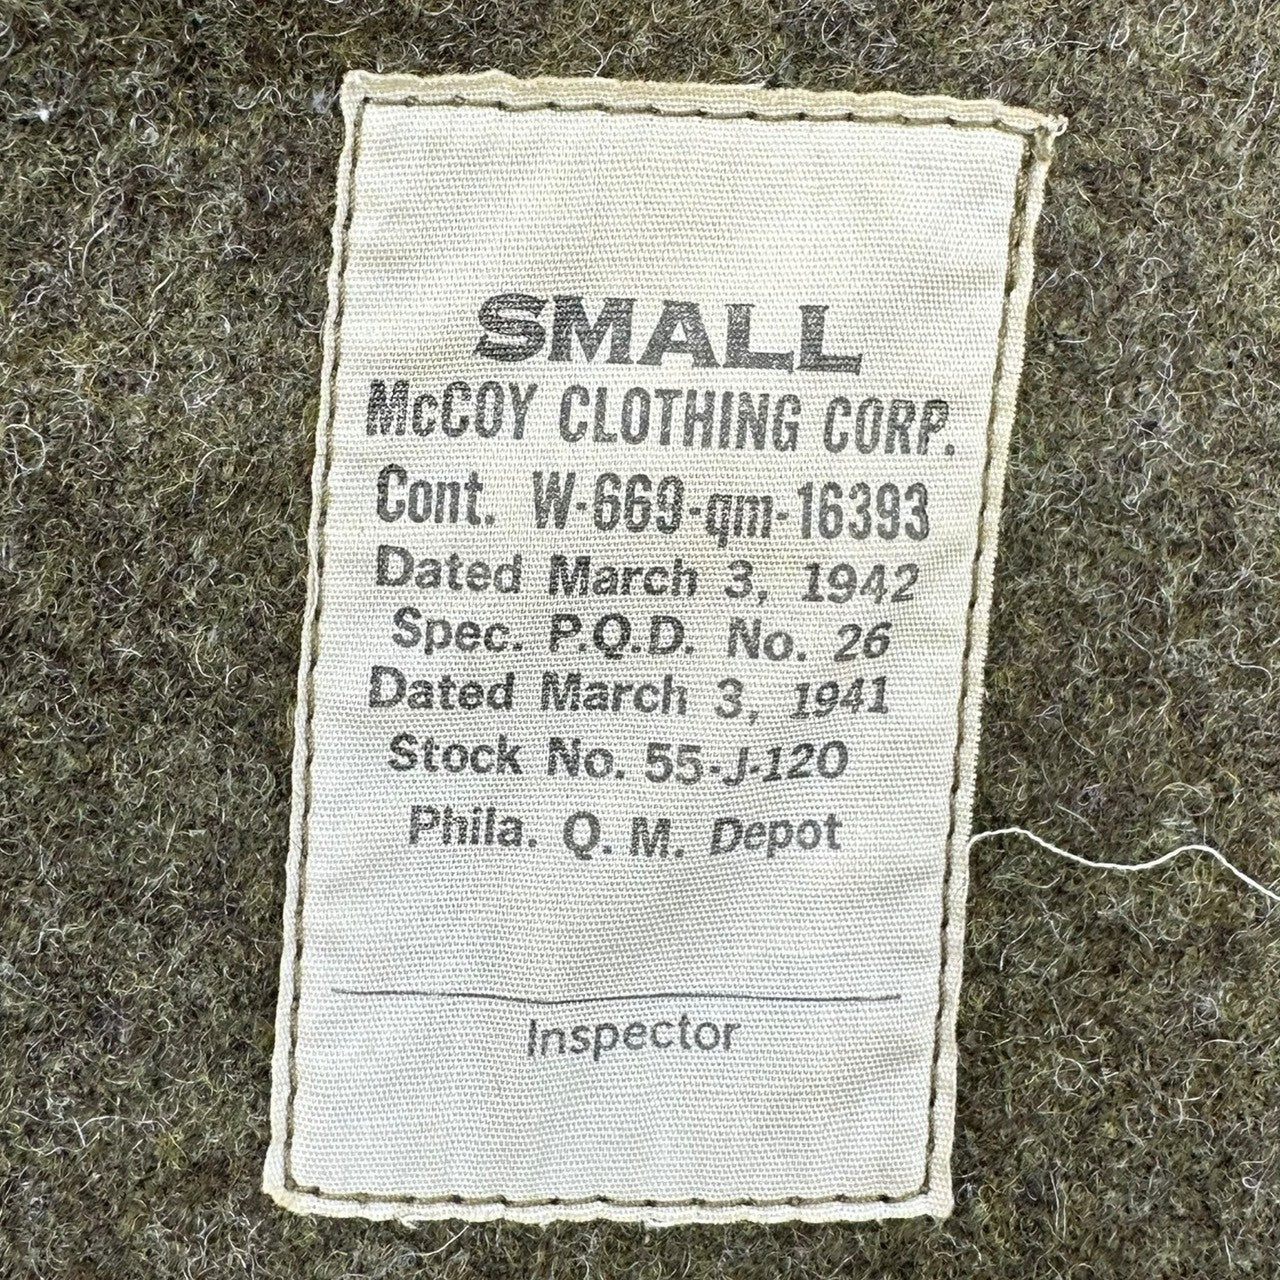 SMALL
McCOY CLOTHING CORP.
Cont. W-669-qm-16393
Dated March 3, 1942
Spec. P.Q.D. No. 26
Dated March 3, 1941
Stock No. 55-J-120
Phila. Q. M. Depot
Inspector